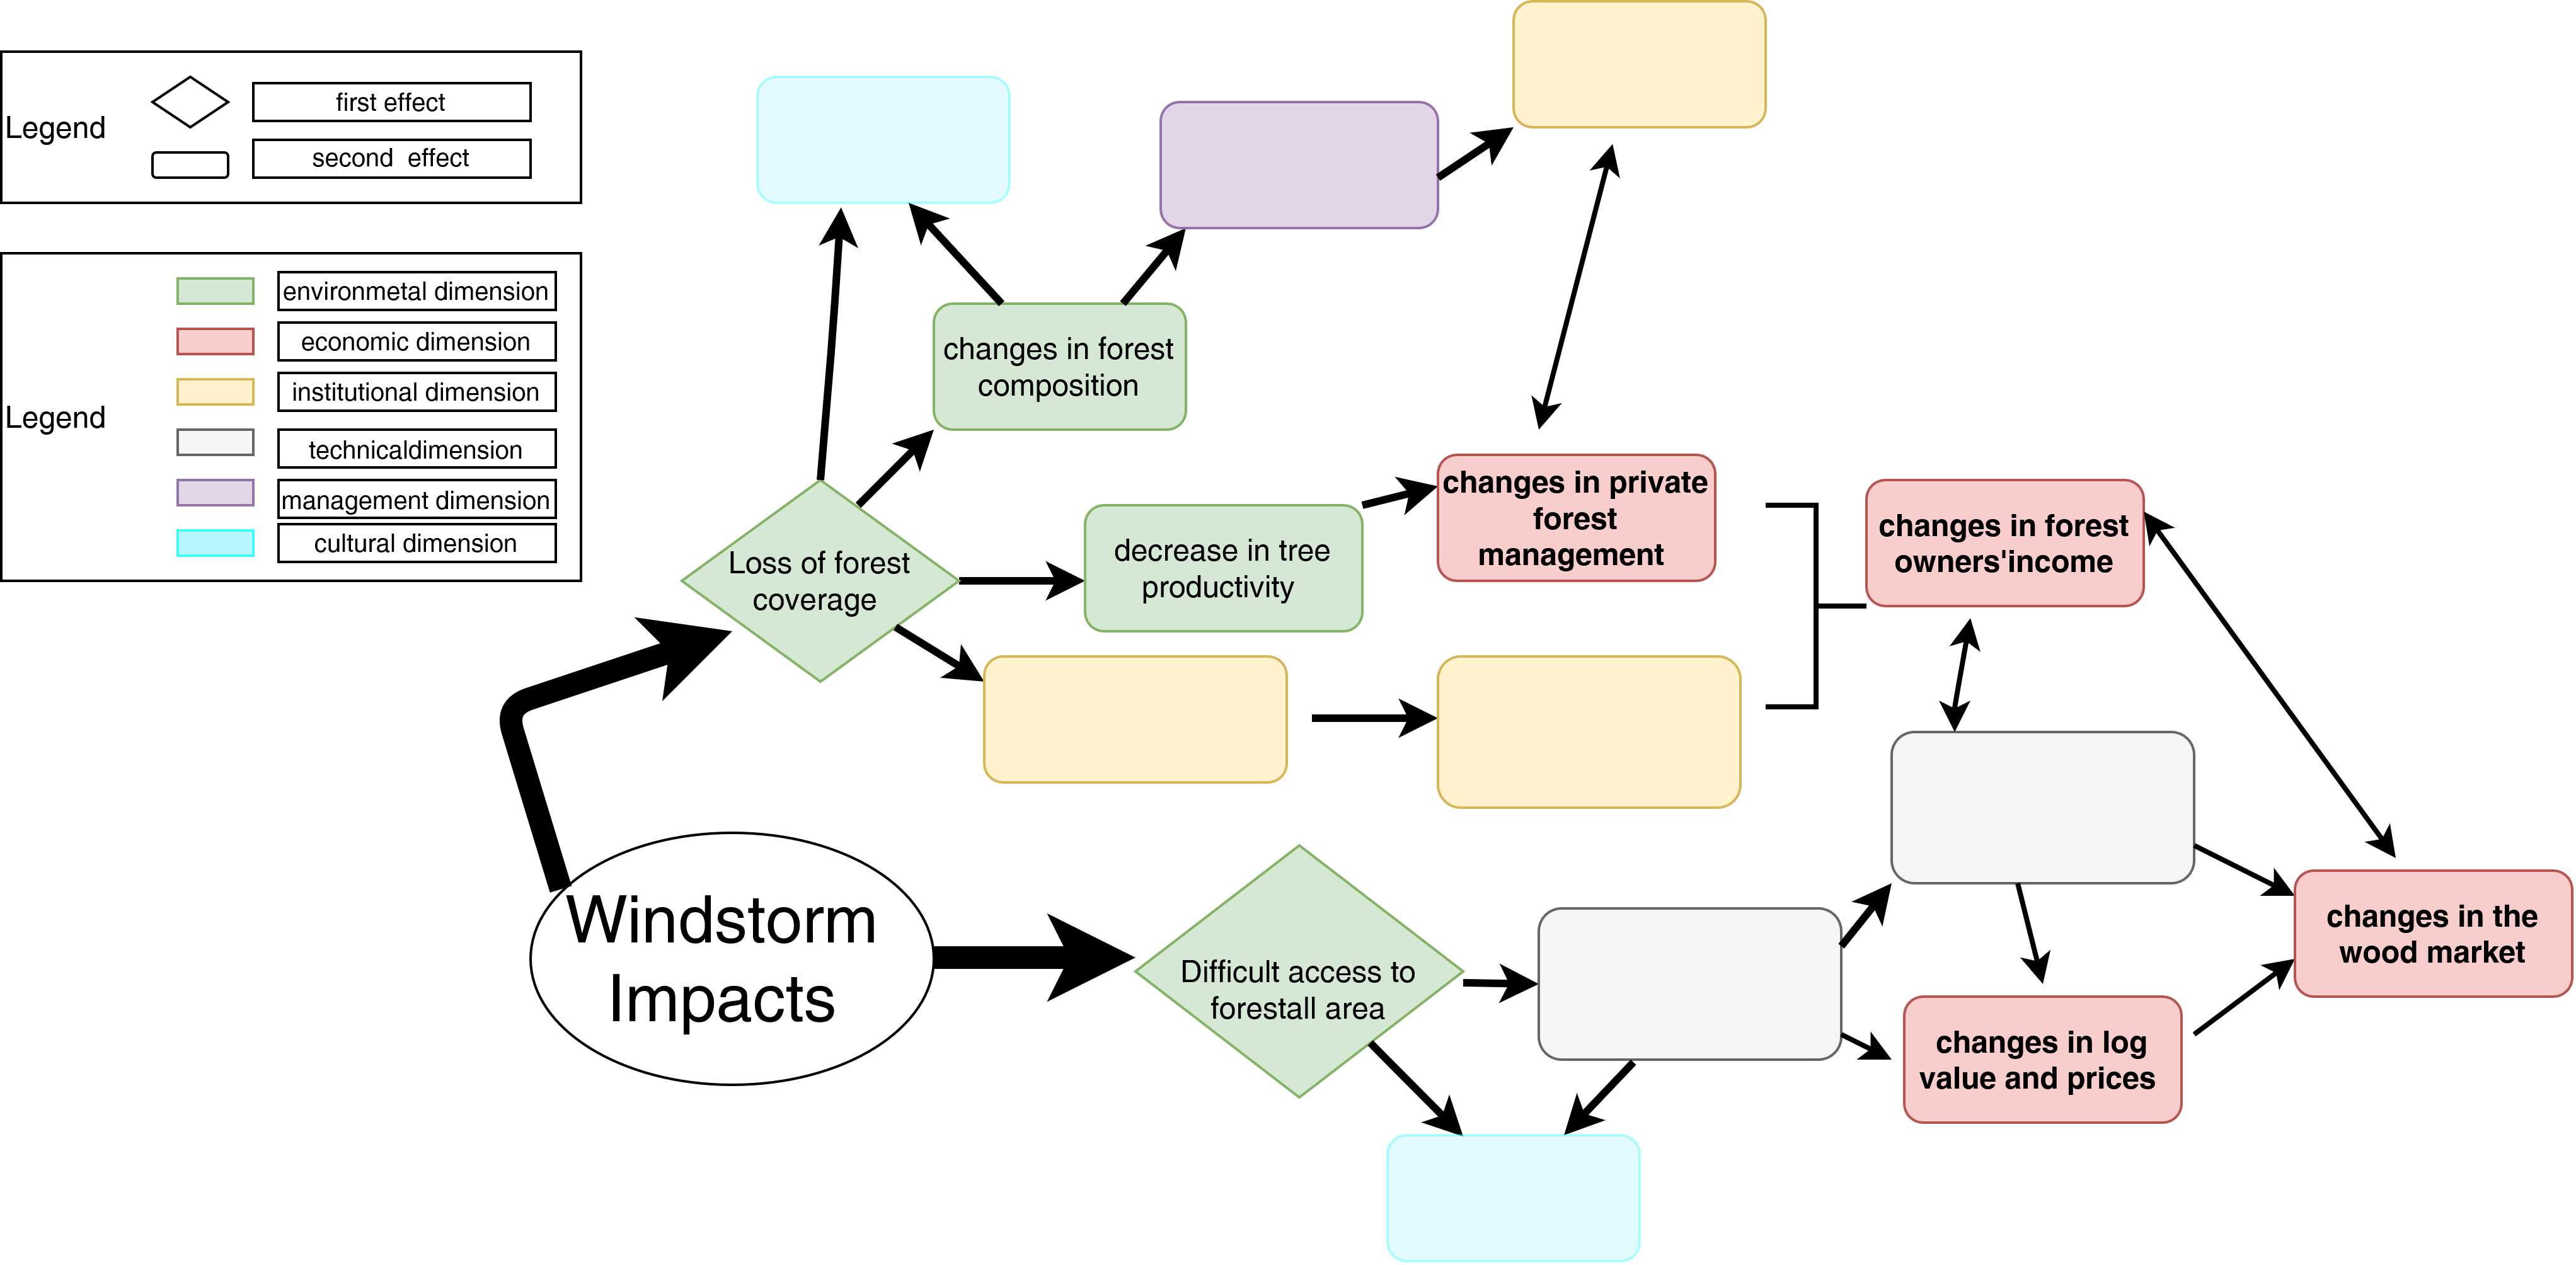 Legend
first effect
second  effect
Legend
environmetal dimension
economic dimension
institutional dimension
technicaldimension
management dimension
cultural dimension
changes in forest
composition
Loss of forest
coverage
decrease in tree
productivity
changes in private
forest
management
changes in forest
owners'income
Windstorm
Impacts
Difficult access to
forestall area
changes in the
wood market
changes in log
value and prices